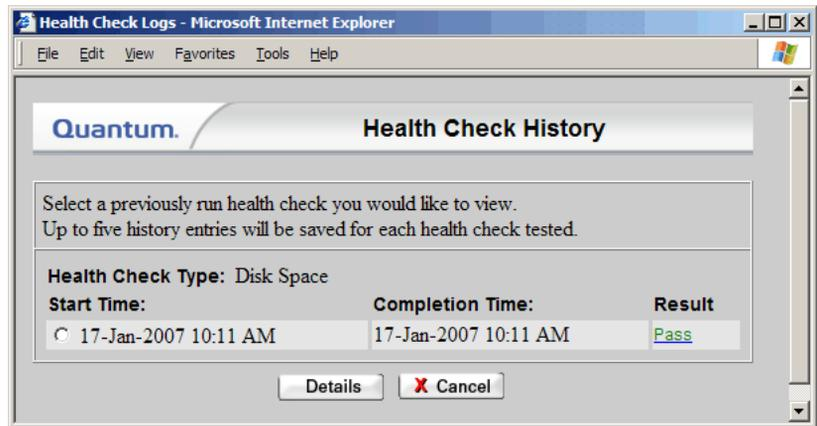 Health Check Logs - Microsoft Internet Explorer
File Edit View Favorites Tools Help
Quantum. Health Check History
Select a previously run health check you would like to view.
Up to five history entries will be saved for each health check tested.
Health Check Type: Disk Space
Start Time: Completion Time: Result
17-Jan-2007 10:11 AM 17-Jan-2007 10:11 AM Pass
Details X Cancel